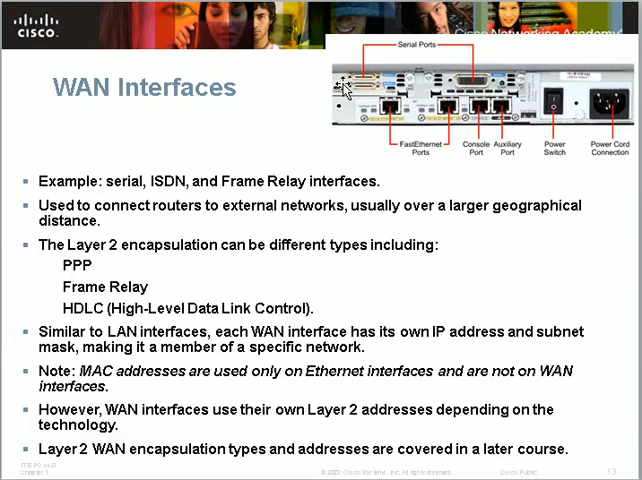 CISCO
Cisco Networking Academy
WAN Interfaces
Serial Ports
FastEthernet
Ports
Console
Port
Auxiliary
Port
Power
Switch
Power Cord
Connection
Example: serial, ISDN, and Frame Relay interfaces.
Used to connect routers to external networks, usually over a larger geographical
distance.
The Layer 2 encapsulation can be different types including:
PPP
Frame Relay
HDLC (High-Level Data Link Control).
Similar to LAN interfaces, each WAN interface has its own IP address and subnet
mask, making it a member of a specific network.
Note: MAC addresses are used only on Ethernet interfaces and are not on WAN
interfaces.
However, WAN interfaces use their own Layer 2 addresses depending on the
technology.
Layer 2 WAN encapsulation types and addresses are covered in a later course.
Chapter 1
© 2007 Cisco Systems, Inc. All rights reserved.
Cisco Public
13